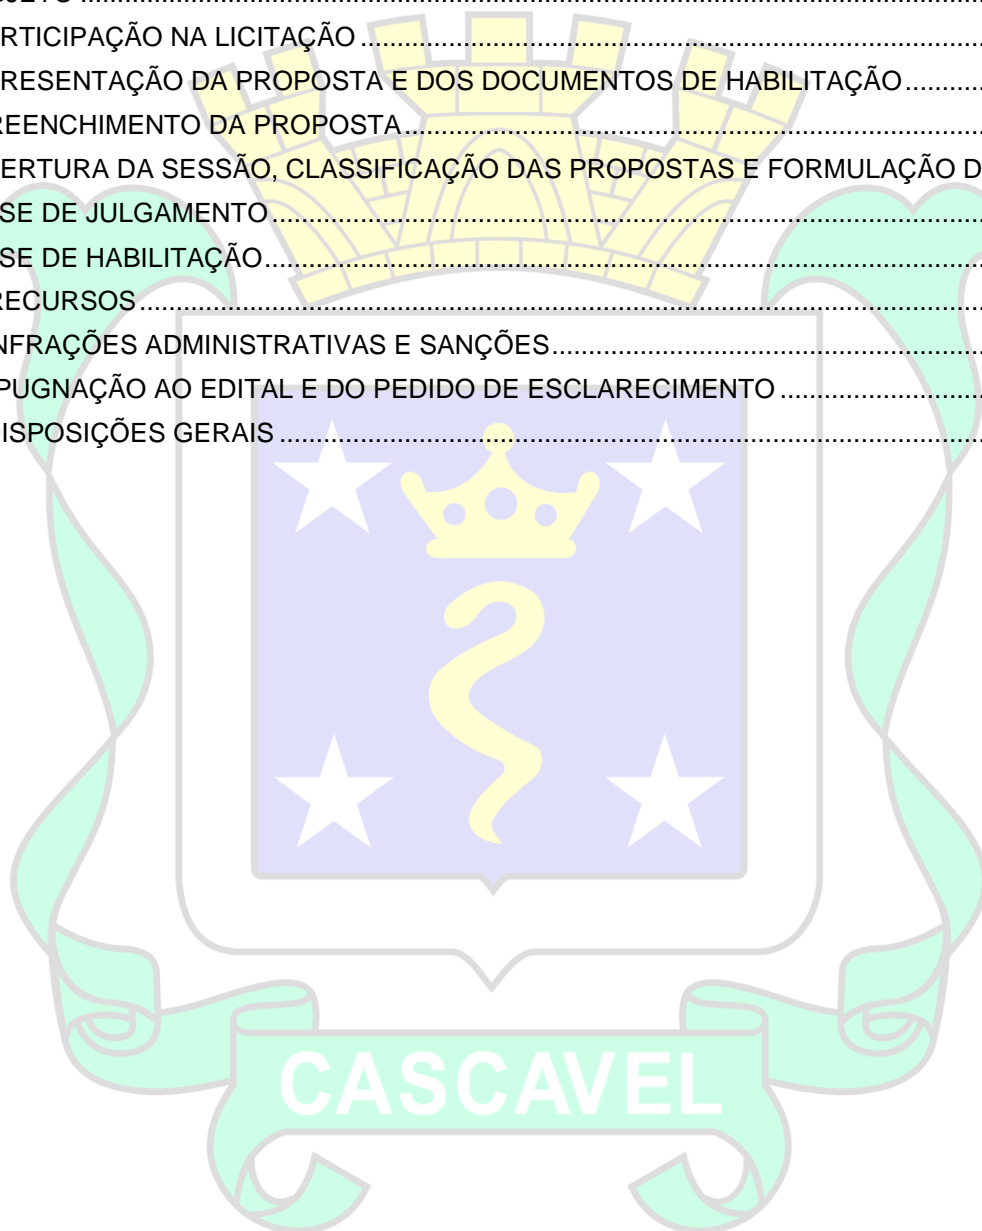 JETO
RTICIPAÇÃO NA LICITAÇÃO
RESENTAÇÃO DA PROPOSTA E DOS DOCUMENTOS DE HABILITAÇÃO
REENCHIMENTO DA PROPOSTA
ERTURA DA SESSÃO, CLASSIFICAÇÃO DAS PROPOSTAS E FORMULAÇÃO D
SE DE JULGAMENTO
SE DE HABILITAÇÃO
RECURSOS
NFRAÇÕES ADMINISTRATIVAS E SANÇÕES
PUGNAÇÃO AO EDITAL E DO PEDIDO DE ESCLARECIMENTO
DISPOSIÇÕES GERAIS
CASCAVEL